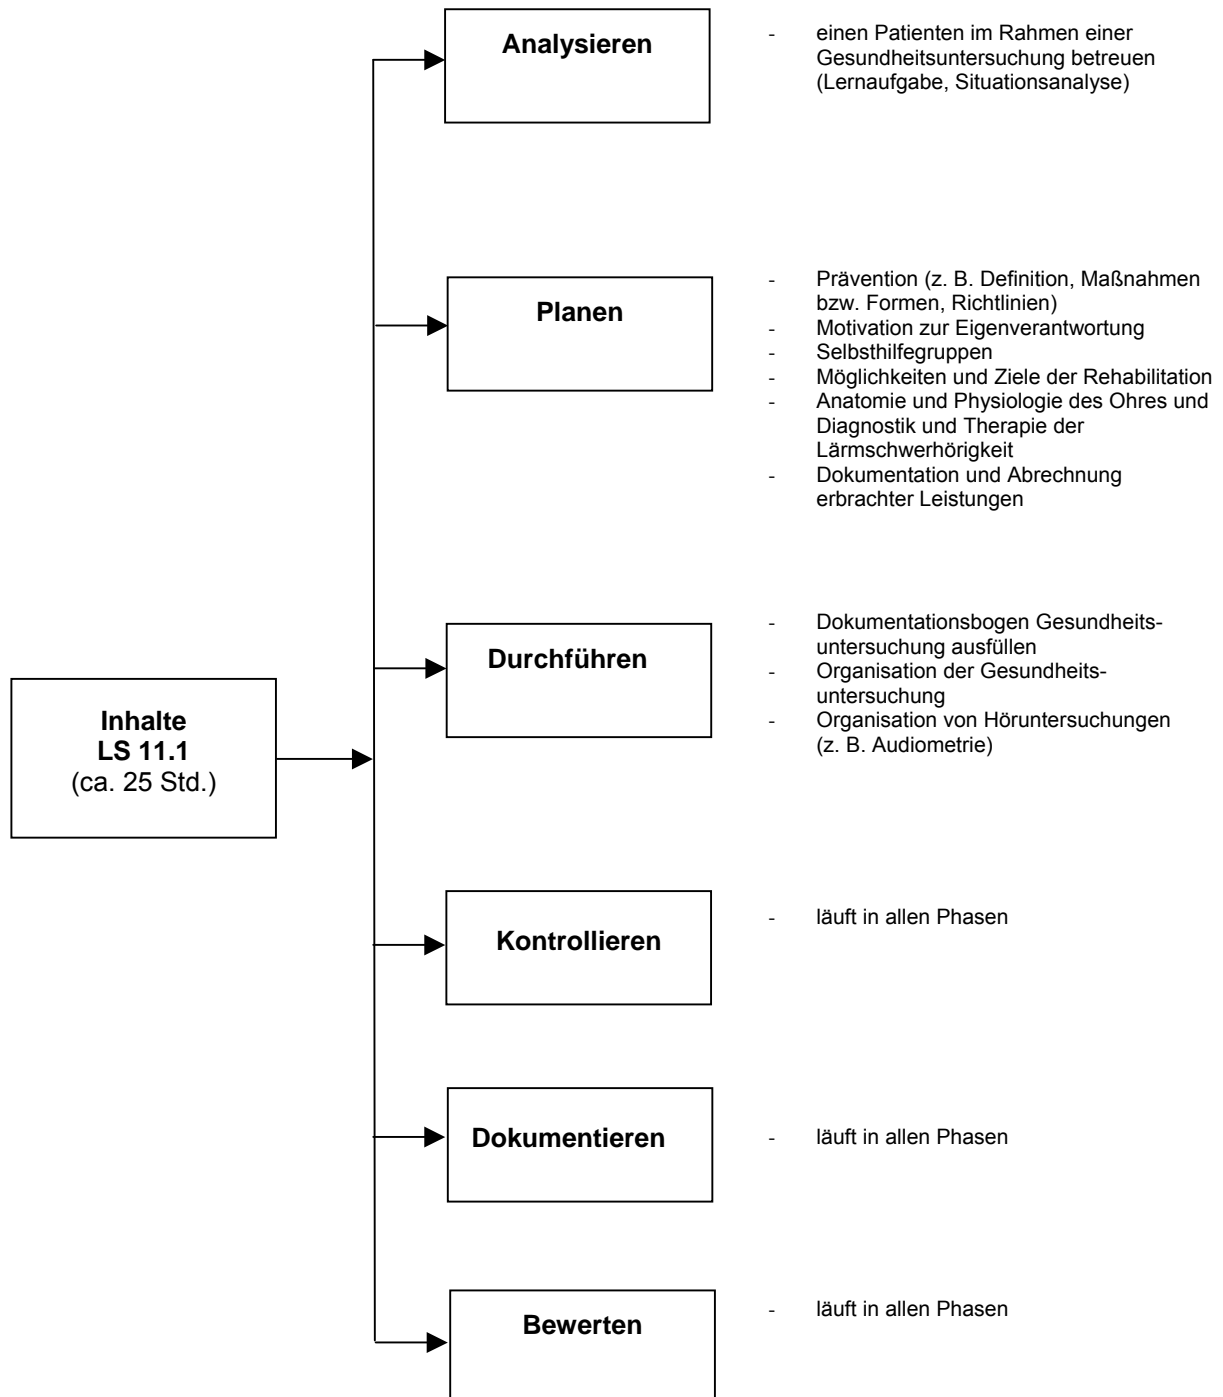 Analysieren
- einen Patienten im Rahmen einer
Gesundheitsuntersuchung betreuen
(Lernaufgabe, Situationsanalyse)
Planen
- Prävention (z. B. Definition, Maßnahmen
bzw. Formen, Richtlinien)
- Motivation zur Eigenverantwortung
- Selbsthilfegruppen
- Möglichkeiten und Ziele der Rehabilitation
- Anatomie und Physiologie des Ohres und
Diagnostik und Therapie der
Lärmschwerhörigkeit
- Dokumentation und Abrechnung
erbrachter Leistungen
Durchführen
- Dokumentationsbogen Gesundheits-
untersuchung ausfüllen
- Organisation der Gesundheits-
untersuchung
- Organisation von Höruntersuchungen
(z. B. Audiometrie)
Inhalte
LS 11.1
(ca. 25 Std.)
Kontrollieren
- läuft in allen Phasen
Dokumentieren
- läuft in allen Phasen
Bewerten
- läuft in allen Phasen